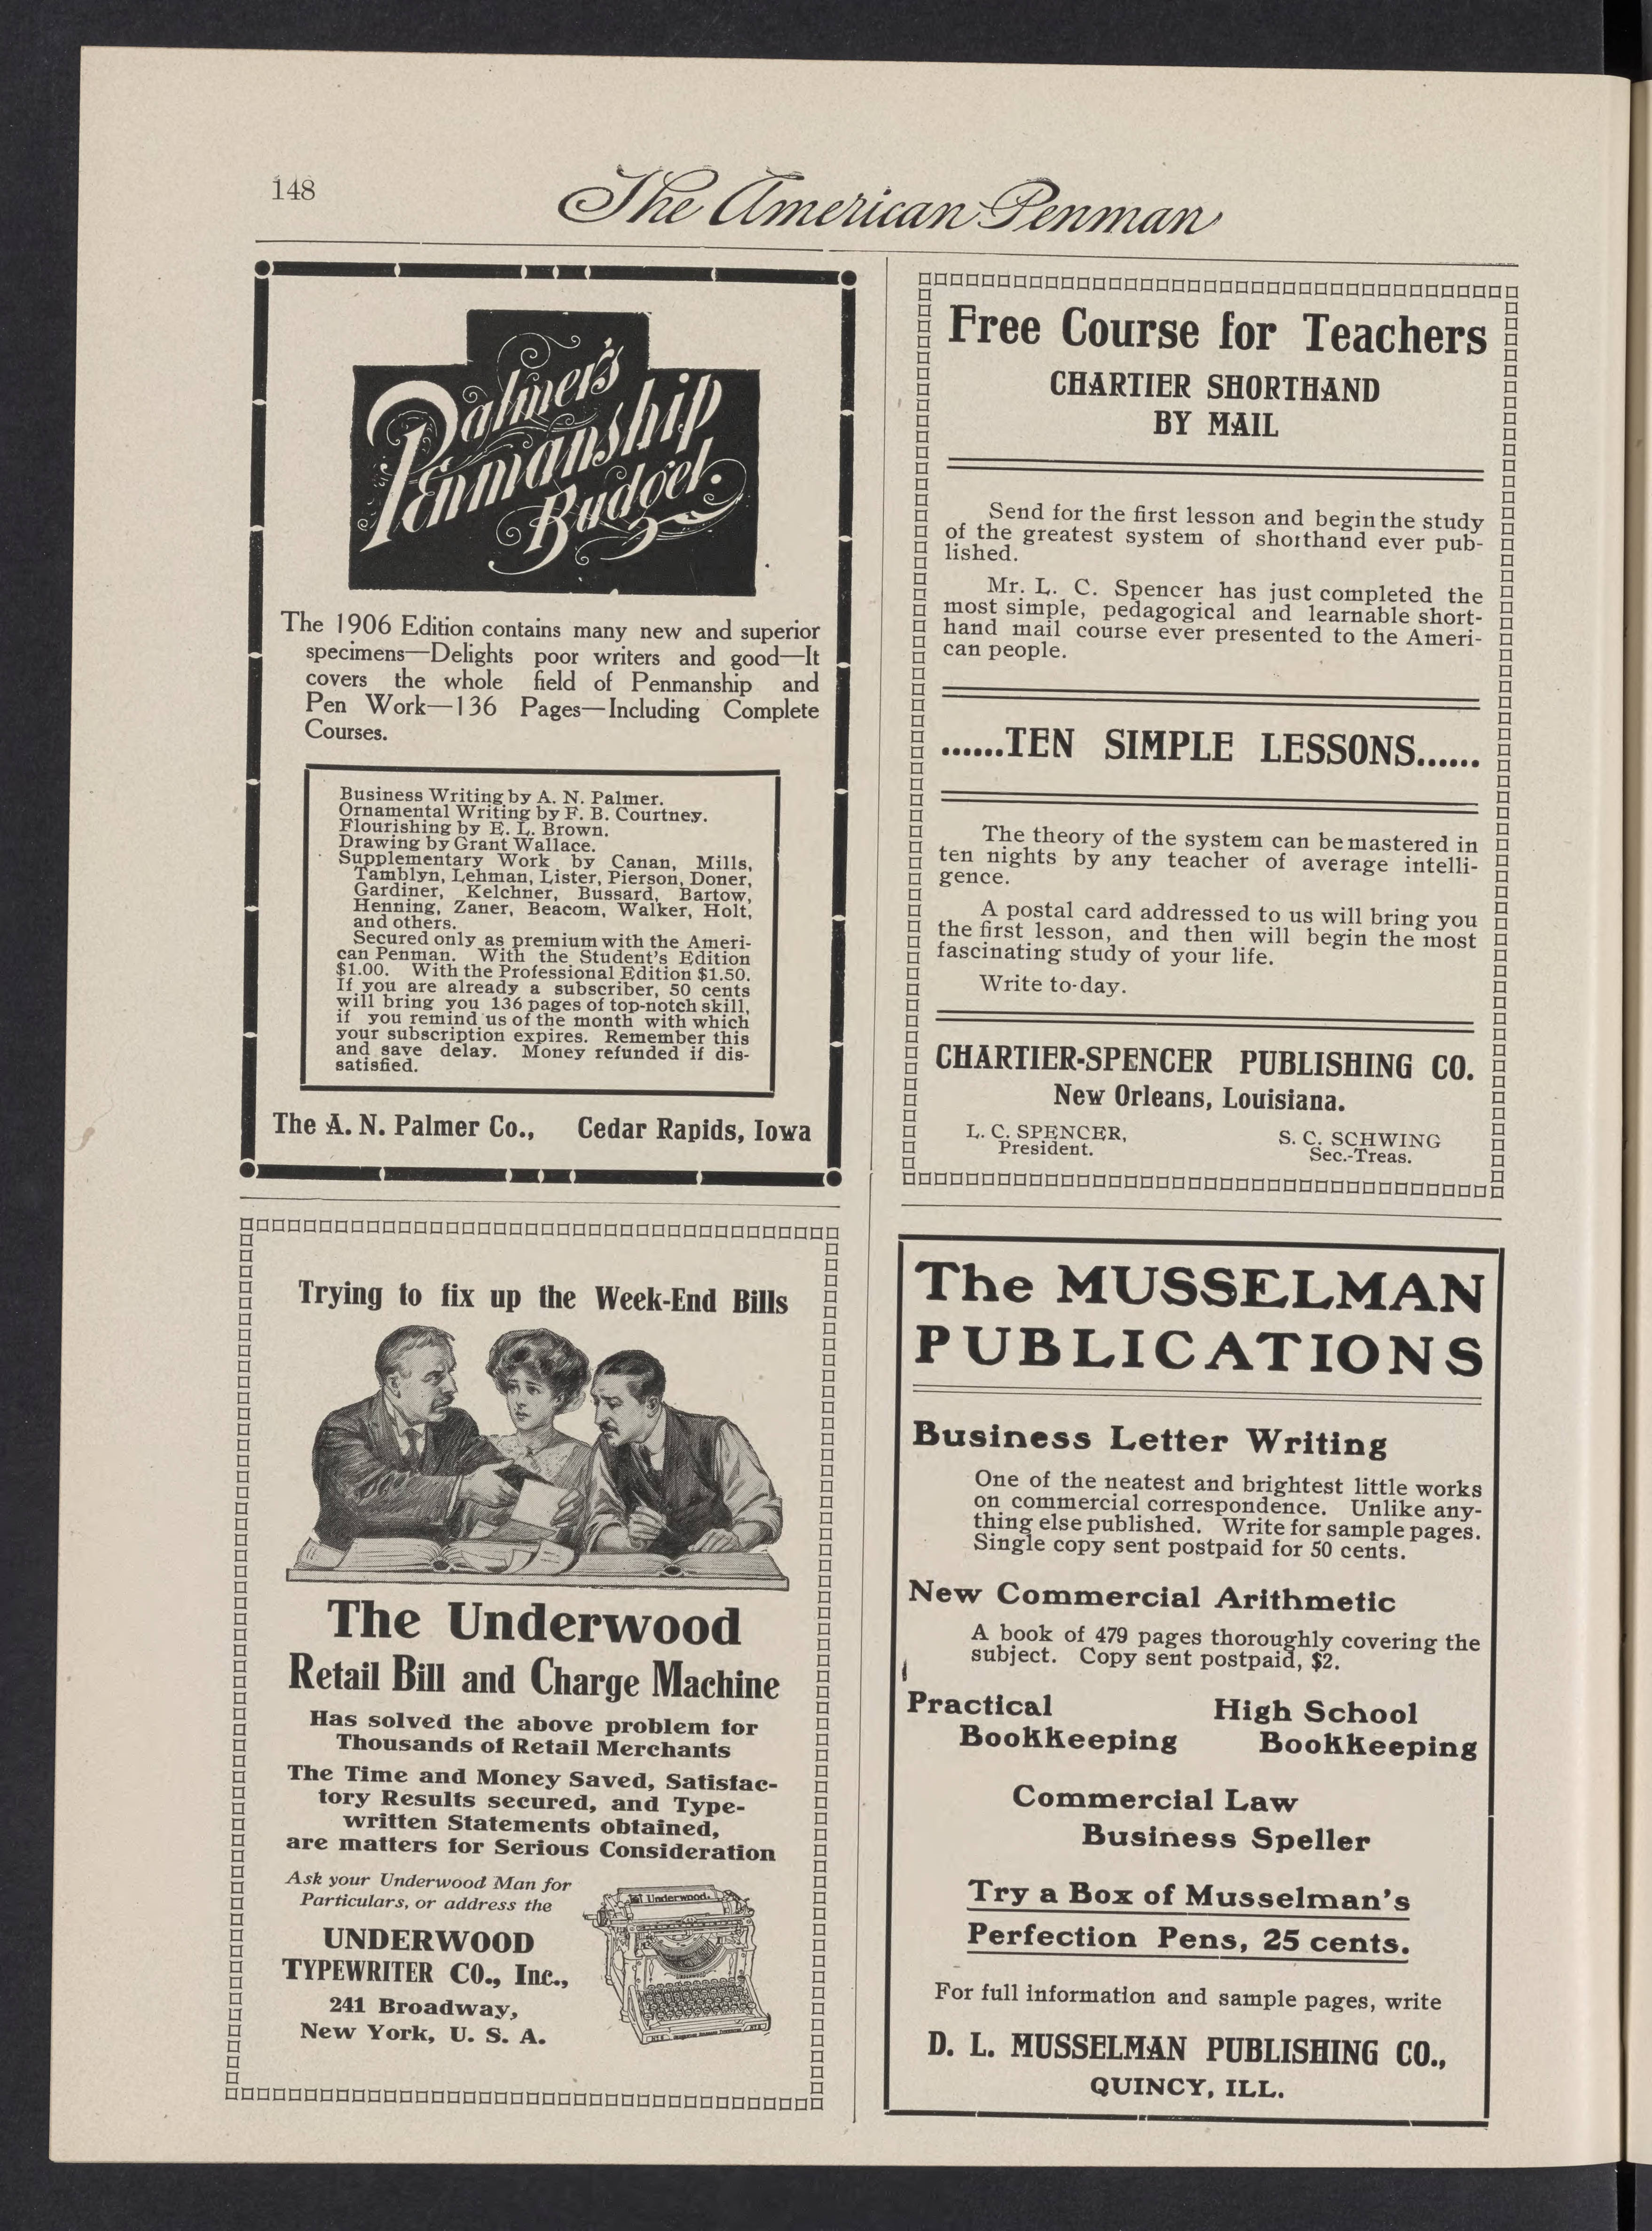 148
The American Penman
Palmer's
Penmanship
Budget.
The 1906 Edition contains many new and superior
specimens—Delights poor writers and good—It
covers the whole field of Penmanship and
Pen Work—136 Pages—Including Complete
Courses.
Business Writing by A. N. Palmer.
Ornamental Writing by F. B. Courtney.
Flourishing by E. L. Brown.
Drawing by Grant Wallace.
Supplementary Work by Canan, Mills,
Tamblyn, Lehman, Lister, Pierson, Doner,
Gardiner, Kelchner, Bussard, Bartow,
Henning, Zaner, Beacom, Walker, Holt,
and others.
Secured only as premium with the Ameri-
can Penman. With the Student's Edition
$1.00. With the Professional Edition $1.50.
If you are already a subscriber, 50 cents
will bring you 136 pages of top-notch skill,
if you remind us of the month with which
your subscription expires. Remember this
and save delay. Money refunded if dis-
satisfied.
The A. N. Palmer Co., Cedar Rapids, Iowa
Trying to fix up the Week-End Bills
The Underwood
Retail Bill and Charge Machine
Has solved the above problem for
Thousands of Retail Merchants
The Time and Money Saved, Satisfac-
tory Results secured, and Type-
written Statements obtained,
are matters for Serious Consideration
Ask your Underwood Man for
Particulars, or address the
UNDERWOOD
TYPEWRITER CO., Inc.,
241 Broadway,
New York, U. S. A.
Underwood.
Free Course for Teachers
CHARTIER SHORTHAND
BY MAIL
Send for the first lesson and begin the study
of the greatest system of shorthand ever pub-
lished.
Mr. L. C. Spencer has just completed the
most simple, pedagogical and learnable short-
hand mail course ever presented to the Ameri-
can people.
......TEN SIMPLE LESSONS......
The theory of the system can be mastered in
ten nights by any teacher of average intelli-
gence.
A postal card addressed to us will bring you
the first lesson, and then will begin the most
fascinating study of your life.
Write to-day.
CHARTIER-SPENCER PUBLISHING CO.
New Orleans, Louisiana.
L. C. SPENCER, S. C. SCHWING
President. Sec.-Treas.
The MUSSELMAN
PUBLICATIONS
Business Letter Writing
One of the neatest and brightest little works
on commercial correspondence. Unlike any-
thing else published. Write for sample pages.
Single copy sent postpaid for 50 cents.
New Commercial Arithmetic
A book of 479 pages thoroughly covering the
subject. Copy sent postpaid, $2.
Practical High School
Bookkeeping Bookkeeping
Commercial Law
Business Speller
Try a Box of Musselman's
Perfection Pens, 25 cents.
For full information and sample pages, write
D. L. MUSSELMAN PUBLISHING CO.,
QUINCY, ILL.